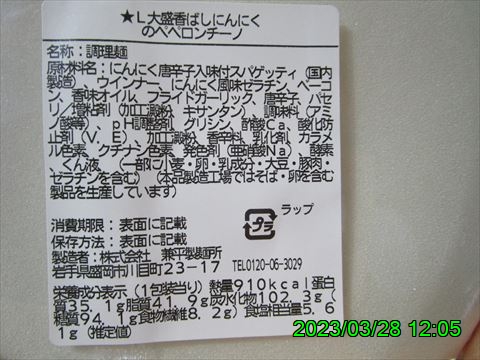 ★L大盛香ばしにんにく
のペペロンチーノ
名称：調理麺
原材料名：にんにく唐辛子入味付スパゲッティ（国内
製造）、ウインナー、にんにく風味ゼラチン、ベーコ
ン、香味オイル、フライドガーリック、唐辛子、パセ
リ／増粘剤（加工澱粉、キサンタン）、調味料（アミ
ノ酸等）、pH調整剤、グリシン、酢酸Ca、酸化防
止剤（V．E）、加工澱粉、香辛料、乳化剤、カラメ
ル色素、クチナシ色素、発色剤（亜硝酸Na）、酸素、
くん液、（一部に小麦・卵・乳成分・大豆・豚肉・
ゼラチンを含む）（本品製造工場ではそば・卵を含む
製品を生産しています）
消費期限：表面に記載
保存方法：表面に記載
製造者：株式会社 兼平製麺所
岩手県盛岡市川目町23-17 TEL0120-06-3029
プラ
ラップ
栄養成分表示（1包装当り）熱量910kcal蛋白
質35．1g脂質41．9g炭水化物102．3g（
糖質94．1g食物繊維8．2g）食塩相当量5．6
1g（推定値）
2023/03/28 12:05